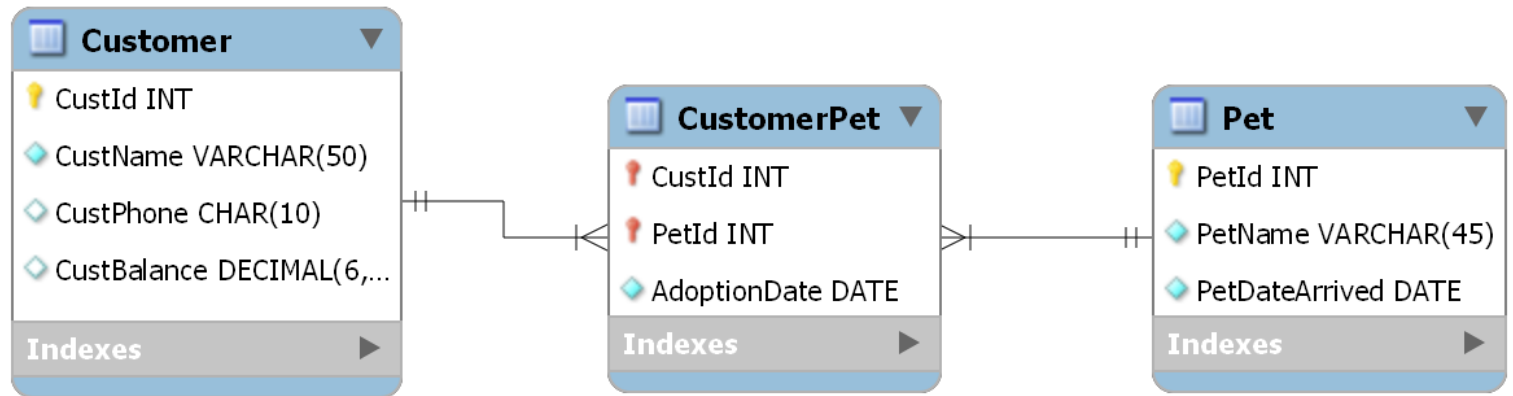 Customer
CustId INT
CustName VARCHAR(50)
CustPhone CHAR(10)
CustBalance DECIMAL(6,...
Indexes
CustomerPet
CustId INT
PetId INT
AdoptionDate DATE
Indexes
Pet
PetId INT
PetName VARCHAR(45)
PetDateArrived DATE
Indexes